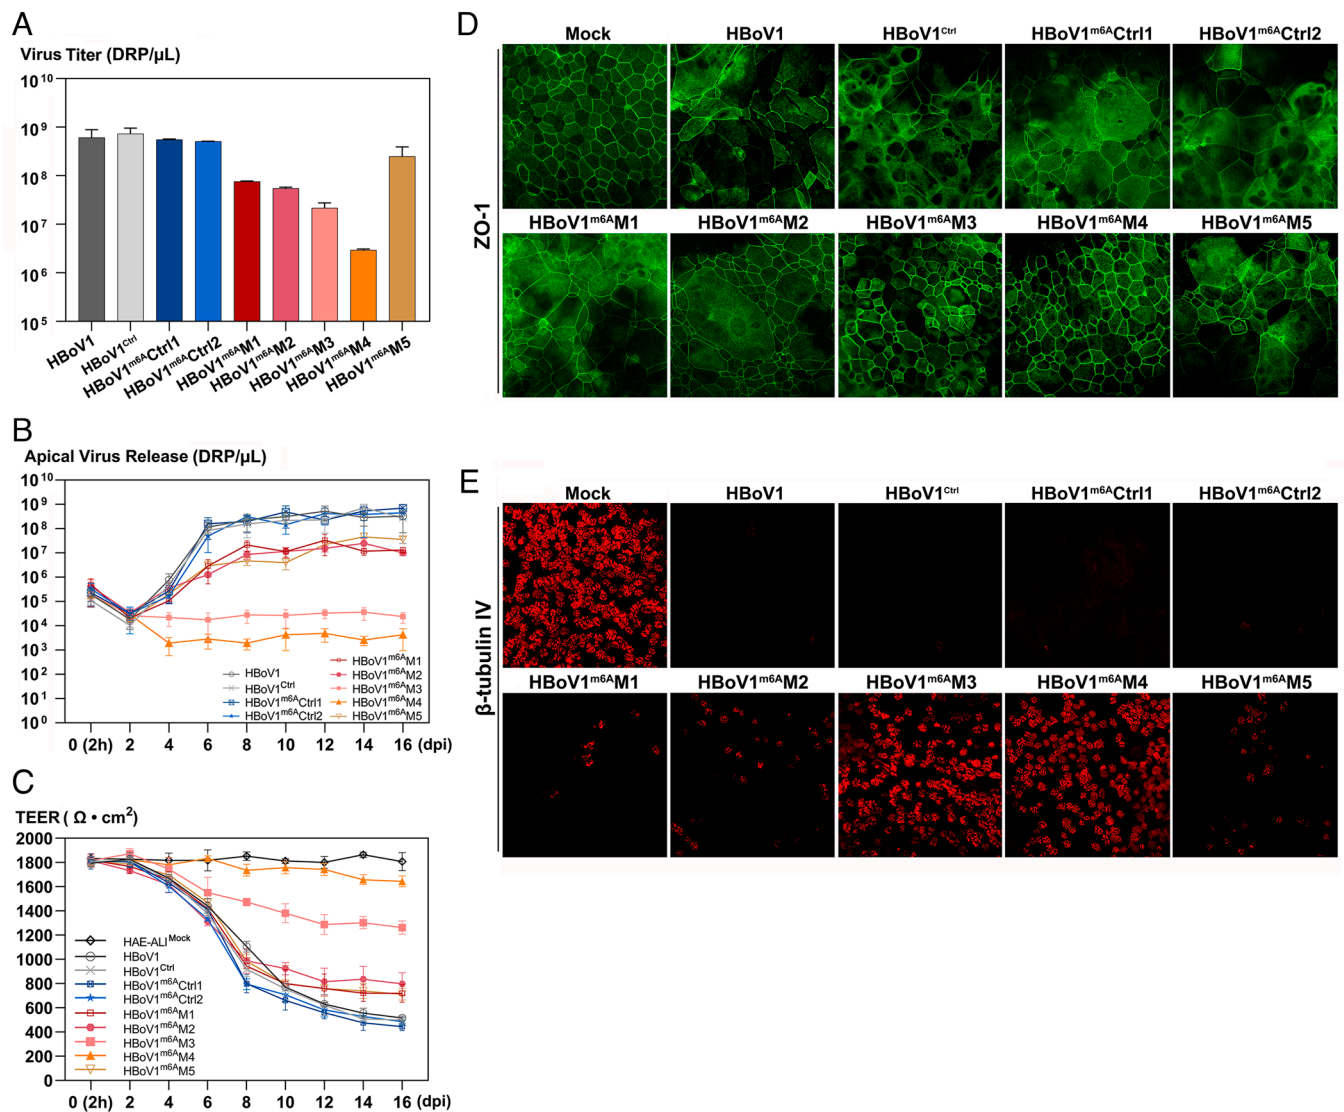 A
Virus Titer (DRP/μL)
10^10
10^9
10^8
10^7
10^6
10^5
HBoV1
HBoV1^Ctrl
HBoV1^m6ACtrl1
HBoV1^m6ACtrl2
HBoV1^m6AM1
HBoV1^m6AM2
HBoV1^m6AM3
HBoV1^m6AM4
HBoV1^m6AM5
B
Apical Virus Release (DRP/μL)
10^10
10^9
10^8
10^7
10^6
10^5
10^4
10^3
10^2
10^1
10^0
HBoV1
HBoV1^Ctrl
HBoV1^m6ACtrl1
HBoV1^m6ACtrl2
HBoV1^m6AM1
HBoV1^m6AM2
HBoV1^m6AM3
HBoV1^m6AM4
HBoV1^m6AM5
0 (2h) 2 4 6 8 10 12 14 16 (dpi)
C
TEER ( Ω • cm^2)
2000
1800
1600
1400
1200
1000
800
600
400
200
0
HAE-ALI^Mock
HBoV1
HBoV1^Ctrl
HBoV1^m6ACtrl1
HBoV1^m6ACtrl2
HBoV1^m6AM1
HBoV1^m6AM2
HBoV1^m6AM3
HBoV1^m6AM4
HBoV1^m6AM5
0 (2h) 2 4 6 8 10 12 14 16 (dpi)
D
Mock HBoV1 HBoV1^Ctrl HBoV1^m6ACtrl1 HBoV1^m6ACtrl2
ZO-1
HBoV1^m6AM1 HBoV1^m6AM2 HBoV1^m6AM3 HBoV1^m6AM4 HBoV1^m6AM5
E
Mock HBoV1 HBoV1^Ctrl HBoV1^m6ACtrl1 HBoV1^m6ACtrl2
β-tubulin IV
HBoV1^m6AM1 HBoV1^m6AM2 HBoV1^m6AM3 HBoV1^m6AM4 HBoV1^m6AM5